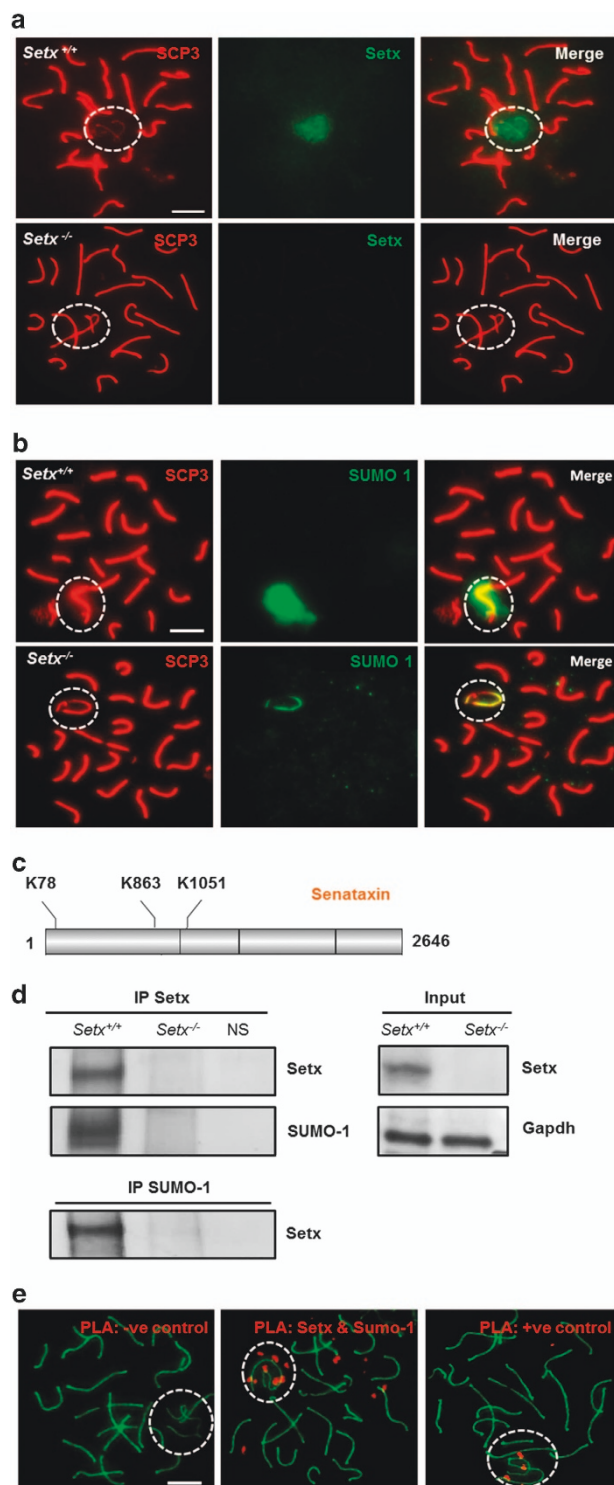 a
Setx +/+ SCP3 Setx Merge
Setx -/- SCP3 Setx Merge
b
Setx+/+ SCP3 SUMO 1 Merge
Setx-/- SCP3 SUMO 1 Merge
c
K78 K863 K1051 Senataxin
1 2646
d
IP Setx Input
Setx+/+ Setx-/- NS Setx+/+ Setx-/-
Setx Setx
SUMO-1 Gapdh
IP SUMO-1
Setx
e
PLA: -ve control PLA: Setx & Sumo-1 PLA: +ve control